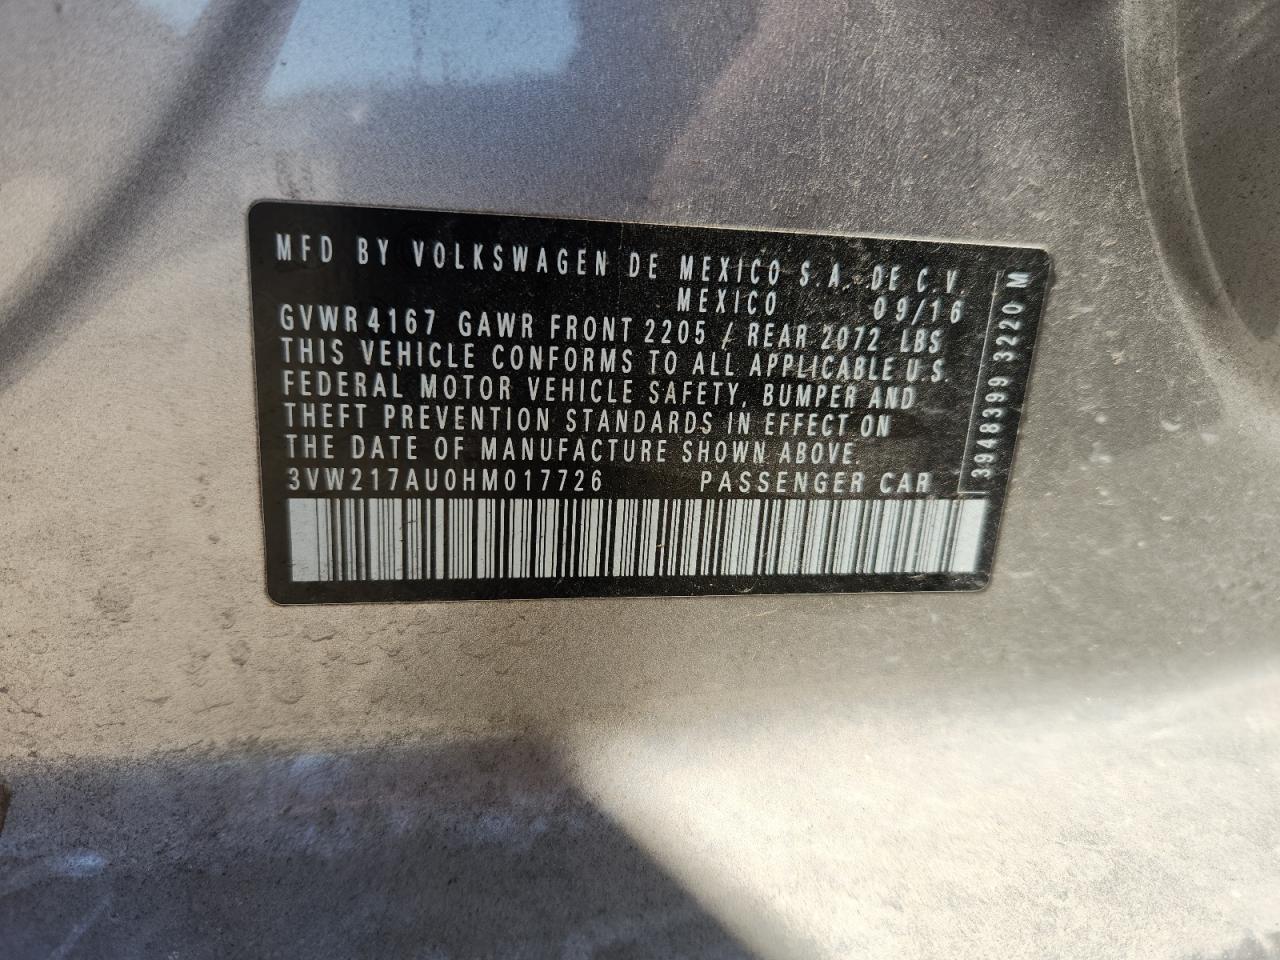 MFD BY VOLKSWAGEN DE MEXICO S.A. DE C.V.
MEXICO 09/16
GVWR 4167 GAWR FRONT 2205 / REAR 2072 LBS
THIS VEHICLE CONFORMS TO ALL APPLICABLE U.S.
FEDERAL MOTOR VEHICLE SAFETY, BUMPER AND
THEFT PREVENTION STANDARDS IN EFFECT ON
THE DATE OF MANUFACTURE SHOWN ABOVE.
3VW217AU0HM017726 PASSENGER CAR
3948399 3220 M